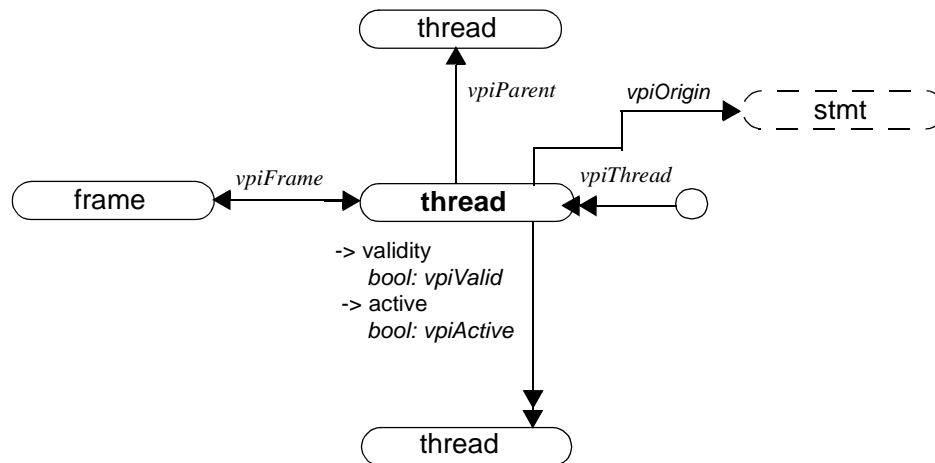 thread
vpiParent
vpiOrigin
stmt
vpiFrame
vpiThread
frame
thread
-> validity
bool: vpiValid
-> active
bool: vpiActive
thread